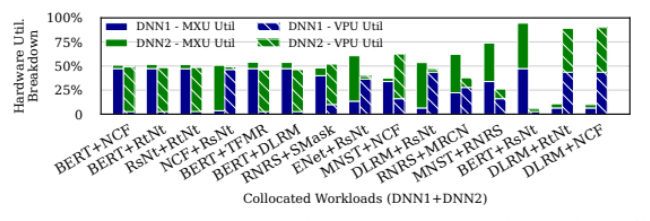 Hardware Util.
Breakdown
100%
75%
50%
25%
0
DNN1 - MXU Util
DNN2 - MXU Util
DNN1 - VPU Util
DNN2 - VPU Util
BERT+NCF
BERT+RtNt
RsNt+RtNt
NCF+RsNt
BERT+TFMR
BERT+DLRM
RNRS+SMask
ENet+RsNt
MNST+NCF
DLRM+RsNt
RNRS+MRCN
MNST+RNRS
BERT+RsNt
DLRM+RtNt
DLRM+NCF
Collocated Workloads (DNN1+DNN2)